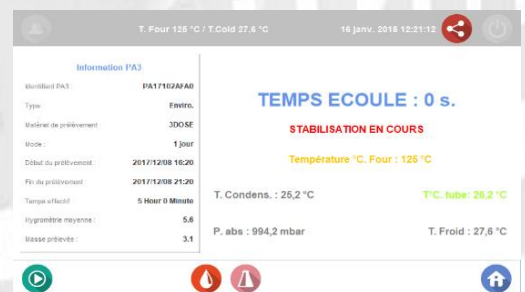 T. Four 125 °C / T.Cold 27,6 °C
16 janv. 2018 12:21:12
Information PA3
Identifiant PA3 : PA17102AFA0
Type Enviro.
Matériel de prélèvement 3DOSE
Mode : 1 jour
Début du prélèvement : 2017/12/08 16:20
Fin du prélèvement 2017/12/08 21:20
Temps effectif 5 Hour 0 Minute
Hygrométrie moyenne : 5.6
Masse prélevée : 3.1
TEMPS ECOULE : 0 s.
STABILISATION EN COURS
Température °C. Four : 125 °C
T. Condens. : 25,2 °C
T°C. tube: 26,2 °C
P. abs : 994,2 mbar
T. Froid : 27,6 °C